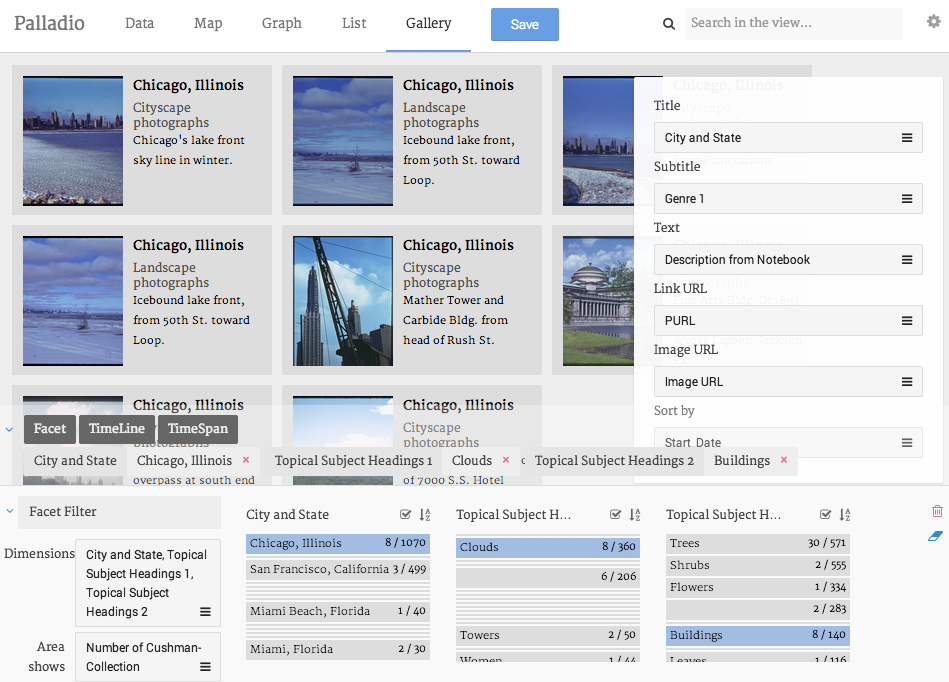 Palladio
Data
Map
Graph
List
Gallery
Save
Search in the view...
Chicago, Illinois
Cityscape
photographs
Chicago's lake front
sky line in winter.
Chicago, Illinois
Landscape
photographs
Icebound lake front,
from 50th St. toward
Loop.
Chicago, Illinois
Chicago, Illinois
Landscape
photographs
Icebound lake front,
from 50th St. toward
Loop.
Chicago, Illinois
Cityscape
photographs
Mather Tower and
Carbide Bldg. from
head of Rush St.
Chicago, Illinois
photographs
overpass at south end
Chicago, Illinois
Cityscape
photographs
of 7000 S.S. Hotel
Title
City and State
Subtitle
Genre 1
Text
Description from Notebook
Link URL
PURL
Image URL
Image URL
Sort by
Start Date
Facet
TimeLine
TimeSpan
City and State
Chicago, Illinois ×
Topical Subject Headings 1
Clouds ×
Topical Subject Headings 2
Buildings ×
Facet Filter
Dimensions
City and State, Topical
Subject Headings 1,
Topical Subject
Headings 2
Area
shows
Number of Cushman-
Collection
City and State
Chicago, Illinois 8 / 1070
San Francisco, California 3 / 499
Miami Beach, Florida 1 / 40
Miami, Florida 2 / 30
Topical Subject H...
Clouds 8 / 360
6 / 206
Towers 2 / 50
Women 1 / 44
Topical Subject H...
Trees 30 / 571
Shrubs 2 / 555
Flowers 1 / 334
2 / 283
Buildings 8 / 140
Leaves 1 / 116